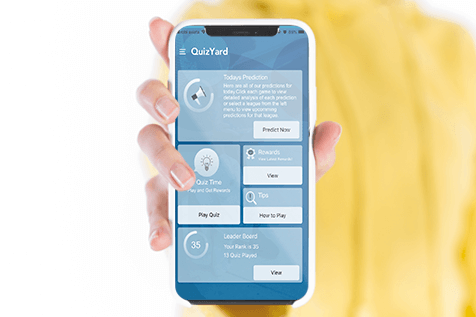 QuizYard
Todays Prediction
Here are all of our predictions for
today.Click each game to view
detailed analysis of each prediction
or select a league from the left
menu to view upcomming
predictions for that league.
Predict Now
Rewards
View Latest Rewards
View
Quiz Time
Play and Get Rewards
Play Quiz
Tips
How to Play
35
Leader Board
Your Rank is 35
13 Quiz Played
View